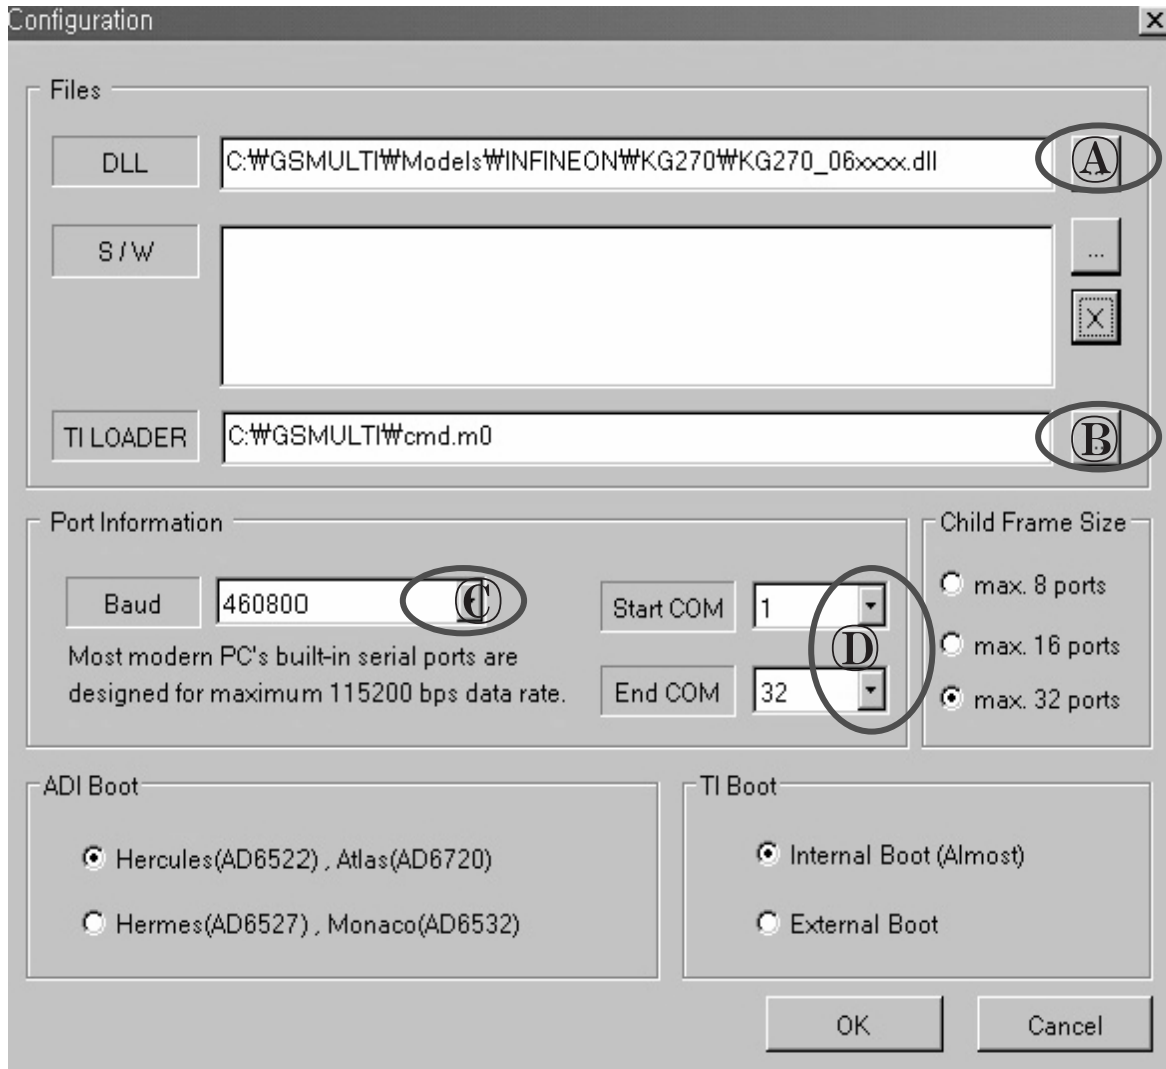 Configuration
Files
DLL
C:₩GSMULTI₩Models₩INFINEON₩KG270₩KG270_06xxxx.dll
Ⓐ
S / W
...
X
TI LOADER
C:₩GSMULTI₩cmd.m0
Ⓑ
Port Information
Baud
460800
Ⓒ
Most modern PC's built-in serial ports are
designed for maximum 115200 bps data rate.
Start COM
1
Ⓓ
End COM
32
Child Frame Size
max. 8 ports
max. 16 ports
max. 32 ports
ADI Boot
Hercules(AD6522) , Atlas(AD6720)
Hermes(AD6527) , Monaco(AD6532)
TI Boot
Internal Boot (Almost)
External Boot
OK
Cancel